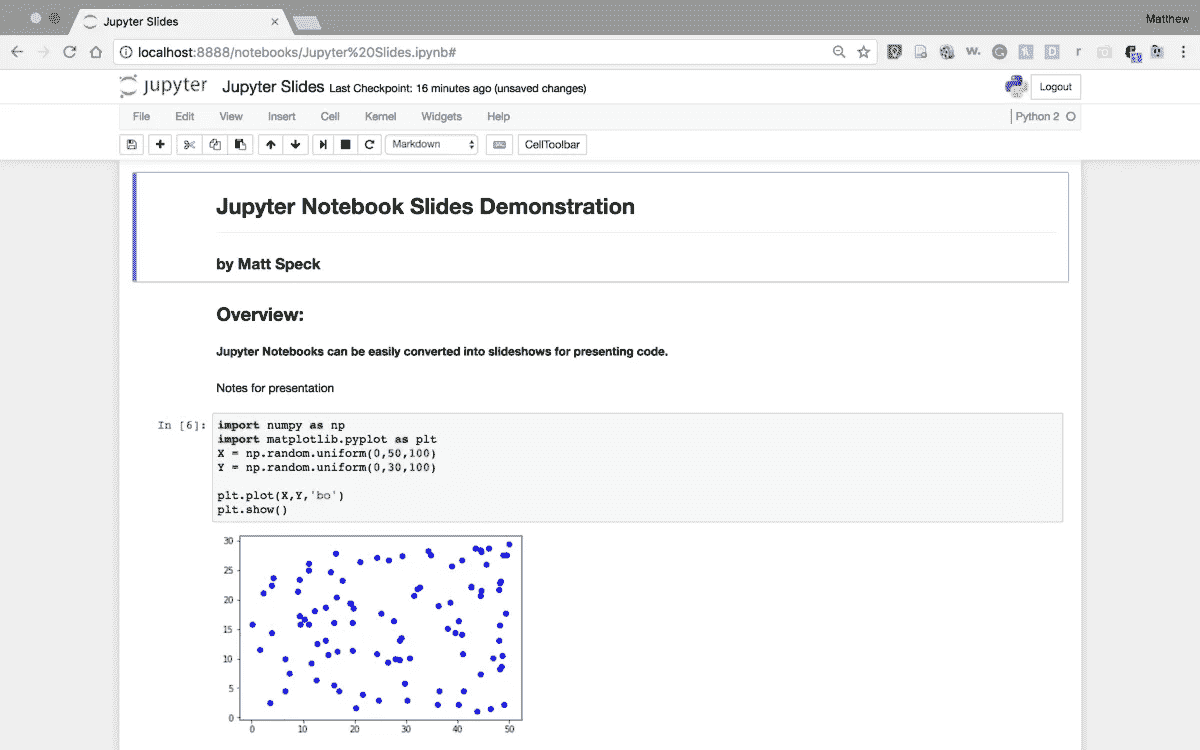 Jupyter Slides
Matthew
localhost:8888/notebooks/Jupyter%20Slides.ipynb#
w.
r
jupyter Jupyter Slides Last Checkpoint: 16 minutes ago (unsaved changes)
Logout
File Edit View Insert Cell Kernel Widgets Help
Python 2
Markdown
CellToolbar
Jupyter Notebook Slides Demonstration
by Matt Speck
Overview:
Jupyter Notebooks can be easily converted into slideshows for presenting code.
Notes for presentation
In [6]:
import numpy as np
import matplotlib.pyplot as plt
X = np.random.uniform(0,50,100)
Y = np.random.uniform(0,30,100)
plt.plot(X,Y,'bo')
plt.show()
30
25
20
15
10
5
0
0 10 20 30 40 50